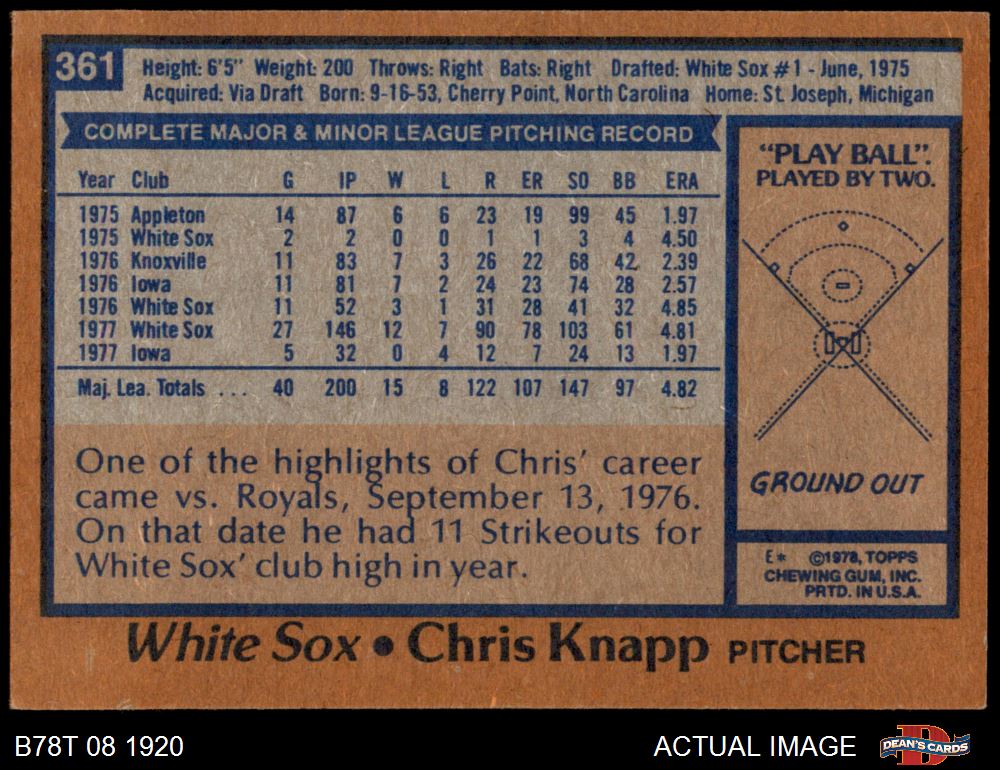 361
Height: 6'5" Weight: 200 Throws: Right Bats: Right Drafted: White Sox #1 - June, 1975
Acquired: Via Draft Born: 9-16-53, Cherry Point, North Carolina Home: St. Joseph, Michigan
COMPLETE MAJOR & MINOR LEAGUE PITCHING RECORD
Year Club G IP W L R ER SO BB ERA
1975 Appleton 14 87 6 6 23 19 99 45 1.97
1975 White Sox 2 2 0 0 1 1 3 4 4.50
1976 Knoxville 11 83 7 3 26 22 68 42 2.39
1976 Iowa 11 81 7 2 24 23 74 28 2.57
1976 White Sox 11 52 3 1 31 28 41 32 4.85
1977 White Sox 27 146 12 7 90 78 103 61 4.81
1977 Iowa 5 32 0 4 12 7 24 13 1.97
Maj. Lea. Totals ... 40 200 15 8 122 107 147 97 4.82
One of the highlights of Chris' career
came vs. Royals, September 13, 1976.
On that date he had 11 Strikeouts for
White Sox' club high in year.
"PLAY BALL".
PLAYED BY TWO.
GROUND OUT
E* ©1978, TOPPS
CHEWING GUM, INC.
PRTD. IN U.S.A.
White Sox • Chris Knapp PITCHER
B78T 08 1920
ACTUAL IMAGE
D
DEAN'S CARDS